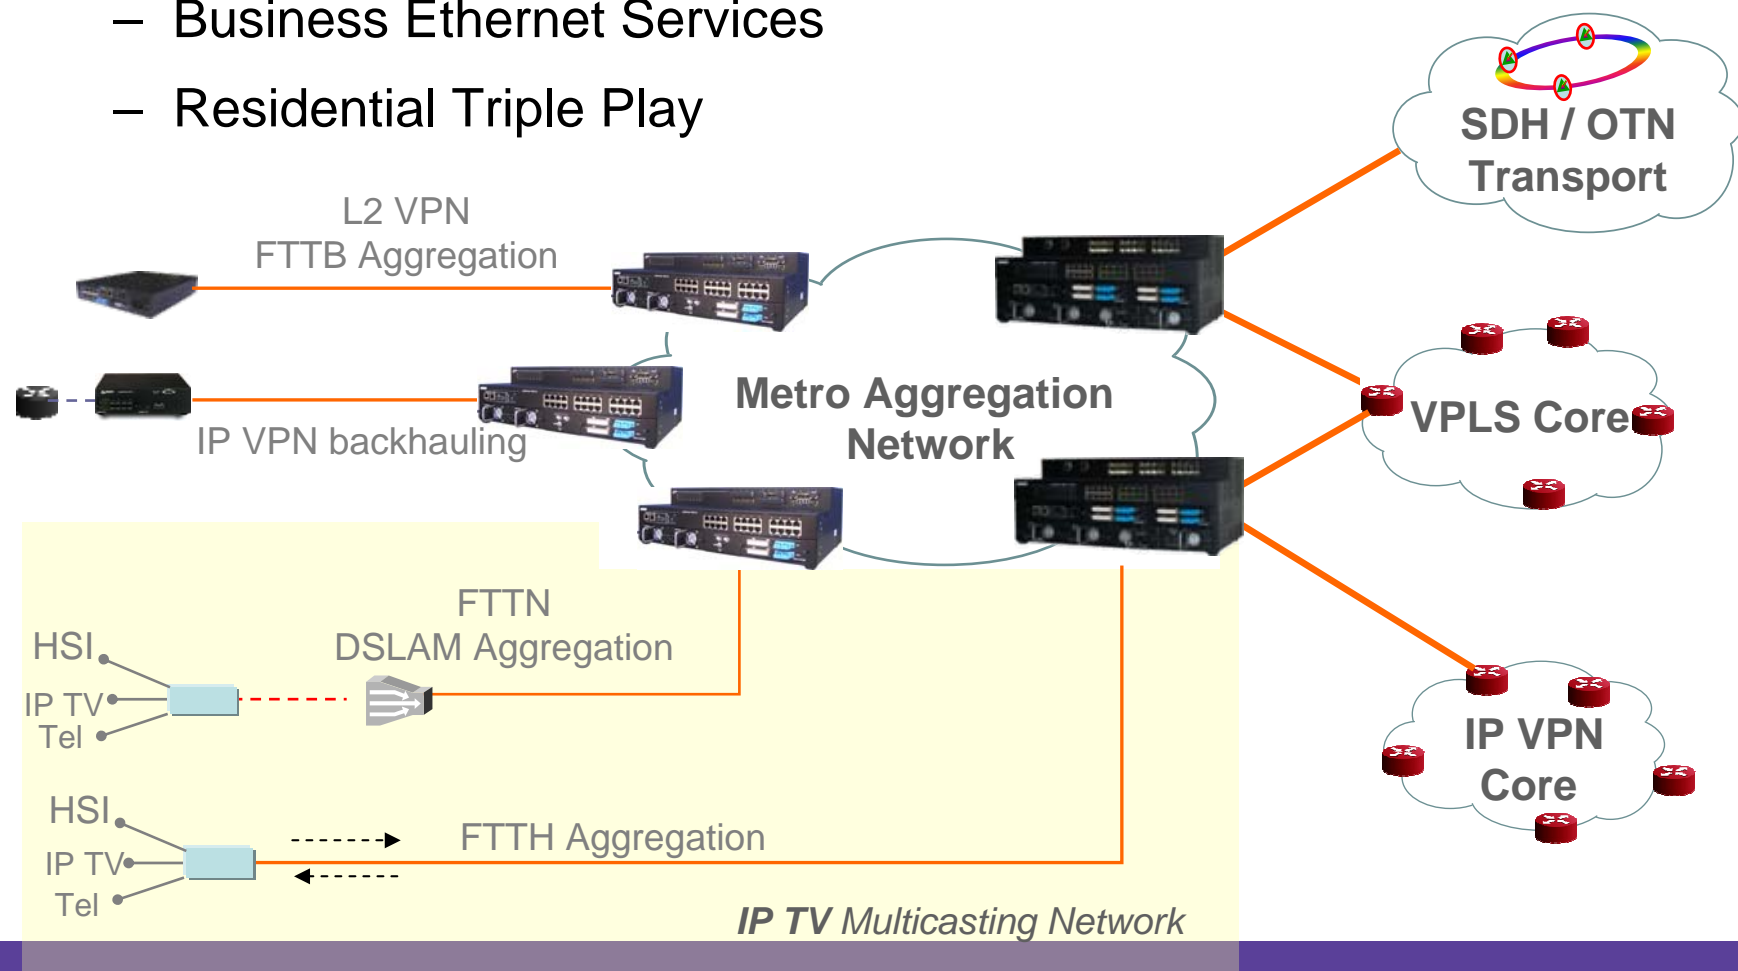 – Business Ethernet Services
– Residential Triple Play
SDH / OTN
Transport
L2 VPN
FTTB Aggregation
Metro Aggregation
Network
VPLS Core
IP VPN backhauling
FTTN
DSLAM Aggregation
HSI
IP TV
Tel
IP VPN
Core
HSI
IP TV
Tel
FTTH Aggregation
IP TV Multicasting Network